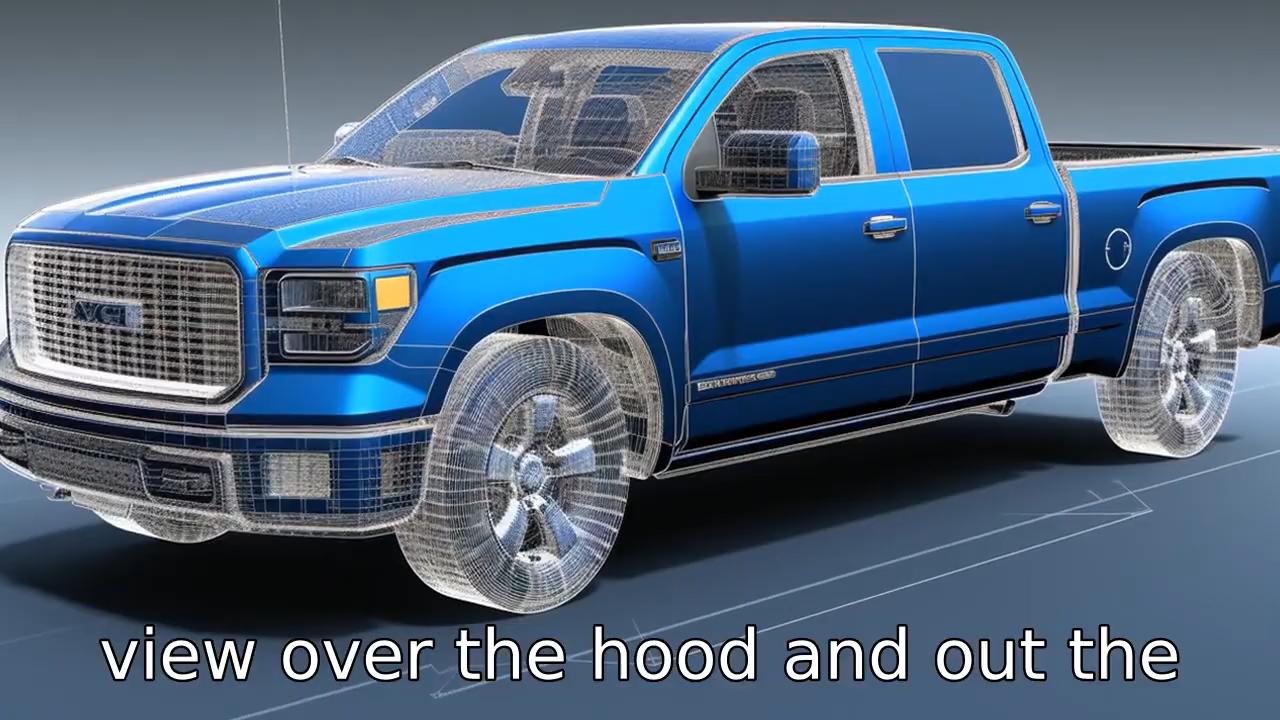 view over the hood and out the